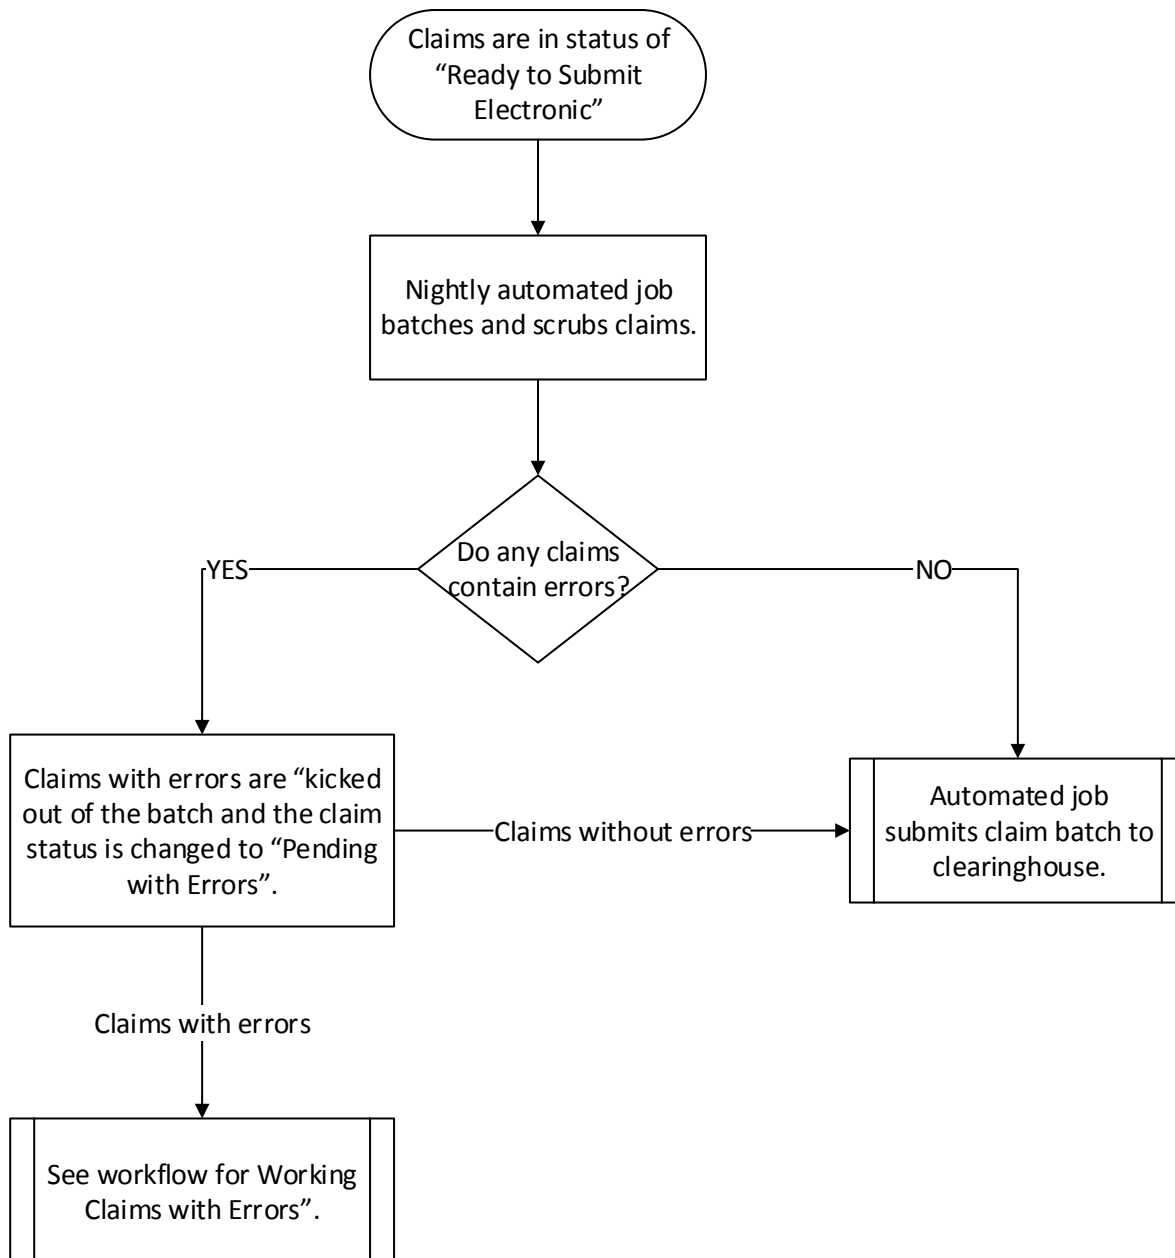 Claims are in status of
“Ready to Submit
Electronic”
Nightly automated job
batches and scrubs claims.
Do any claims
contain errors?
YES
NO
Claims with errors are “kicked
out of the batch and the claim
status is changed to “Pending
with Errors”.
Claims without errors
Automated job
submits claim batch to
clearinghouse.
Claims with errors
See workflow for Working
Claims with Errors”.